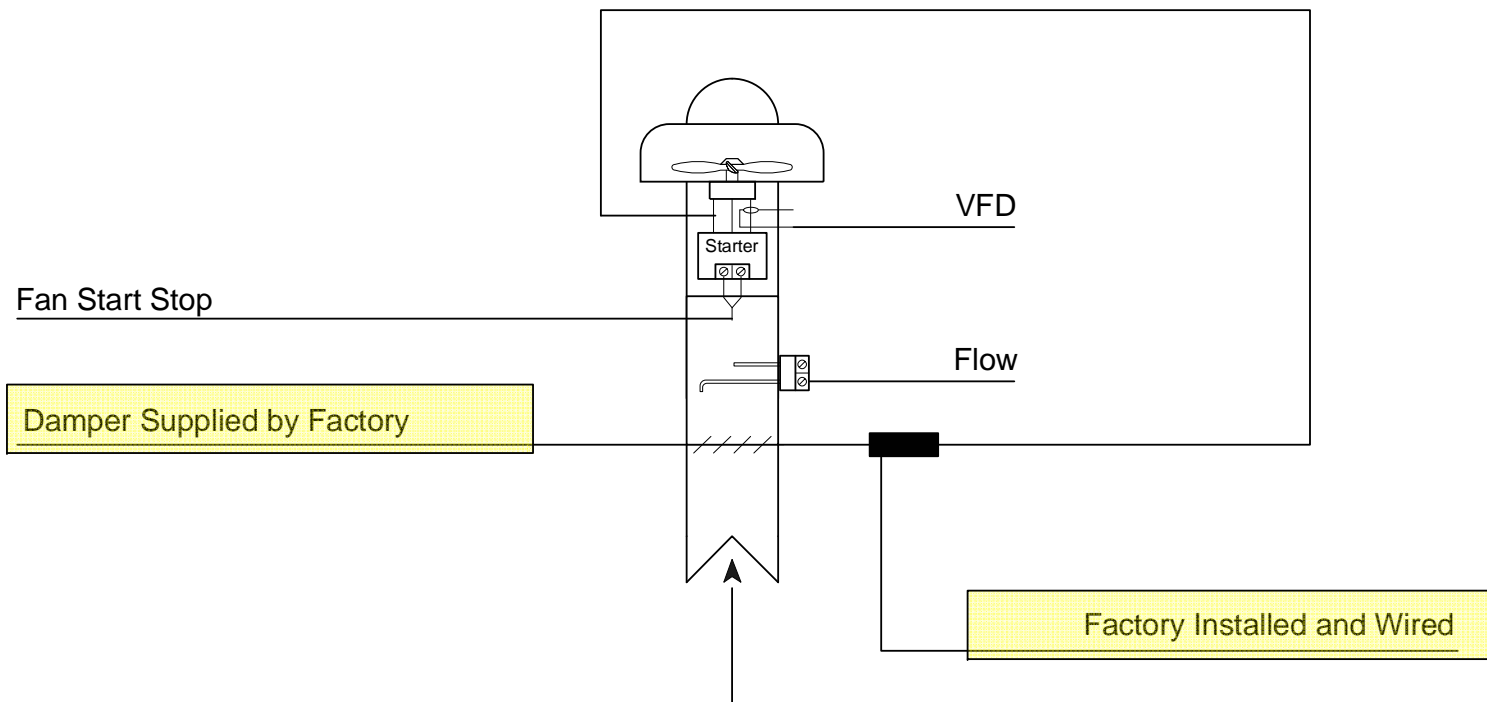 VFD
Starter
Fan Start Stop
Flow
Damper Supplied by Factory
Factory Installed and Wired